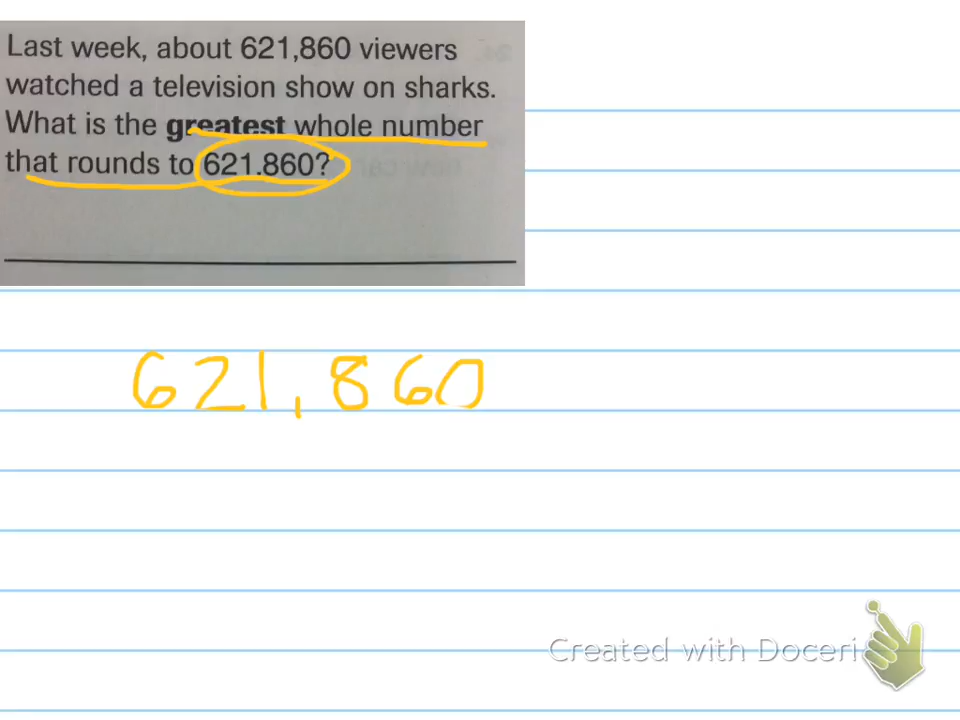 Last week, about 621,860 viewers
watched a television show on sharks.
What is the greatest whole number
that rounds to 621.860?
621,860
Created with Doceri